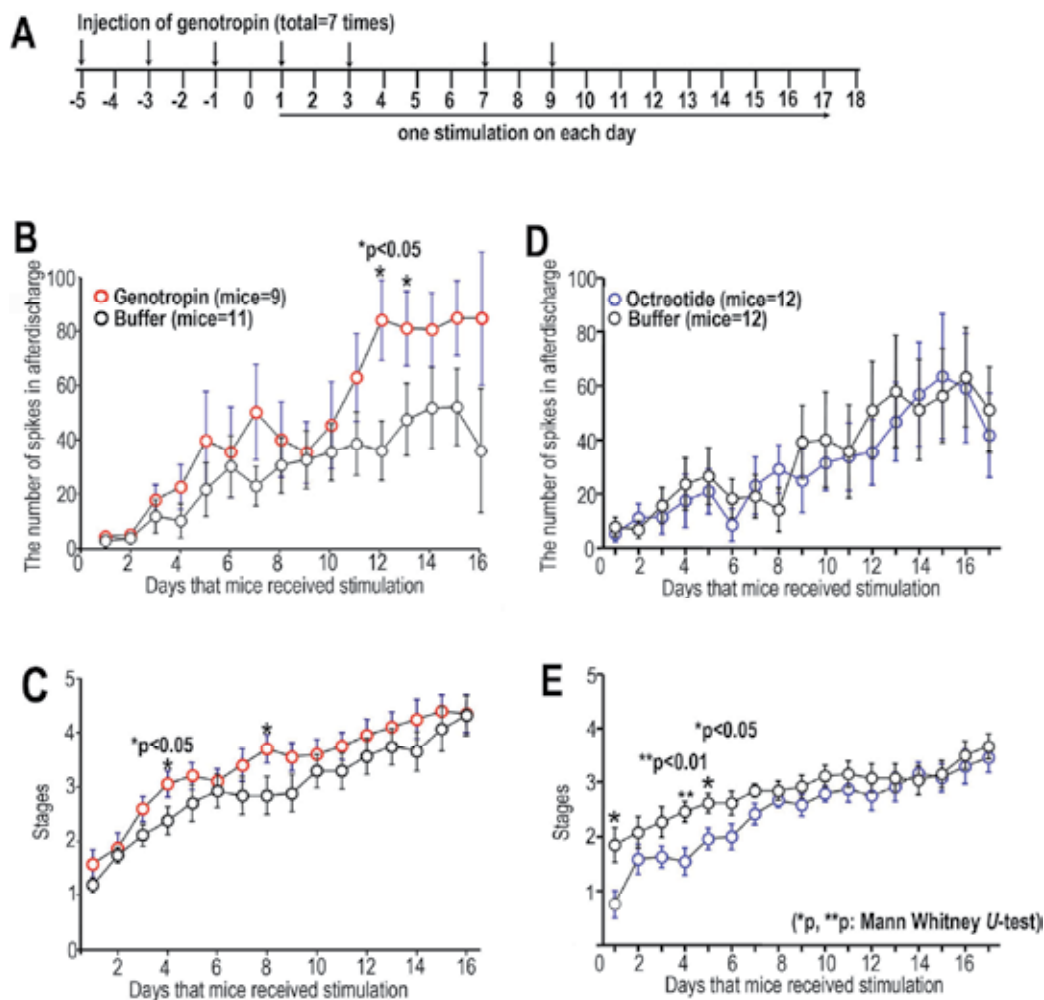 A
Injection of genotropin (total=7 times)
-5 -4 -3 -2 -1 0 1 2 3 4 5 6 7 8 9 10 11 12 13 14 15 16 17 18
one stimulation on each day
B
*p<0.05
* *
The number of spikes in afterdischarge
100
80
60
40
20
0
Genotropin (mice=9)
Buffer (mice=11)
0 2 4 6 8 10 12 14 16
Days that mice received stimulation
D
The number of spikes in afterdischarge
100
80
60
40
20
0
Octreotide (mice=12)
Buffer (mice=12)
0 2 4 6 8 10 12 14 16
Days that mice received stimulation
C
Stages
5
4
3
2
1
0
*p<0.05
*
*
2 4 6 8 10 12 14 16
Days that mice received stimulation
E
Stages
5
4
3
2
1
*p<0.05
**p<0.01
*
**
*
(*p, **p: Mann Whitney U-test)
0 2 4 6 8 10 12 14 16
Days that mice received stimulation